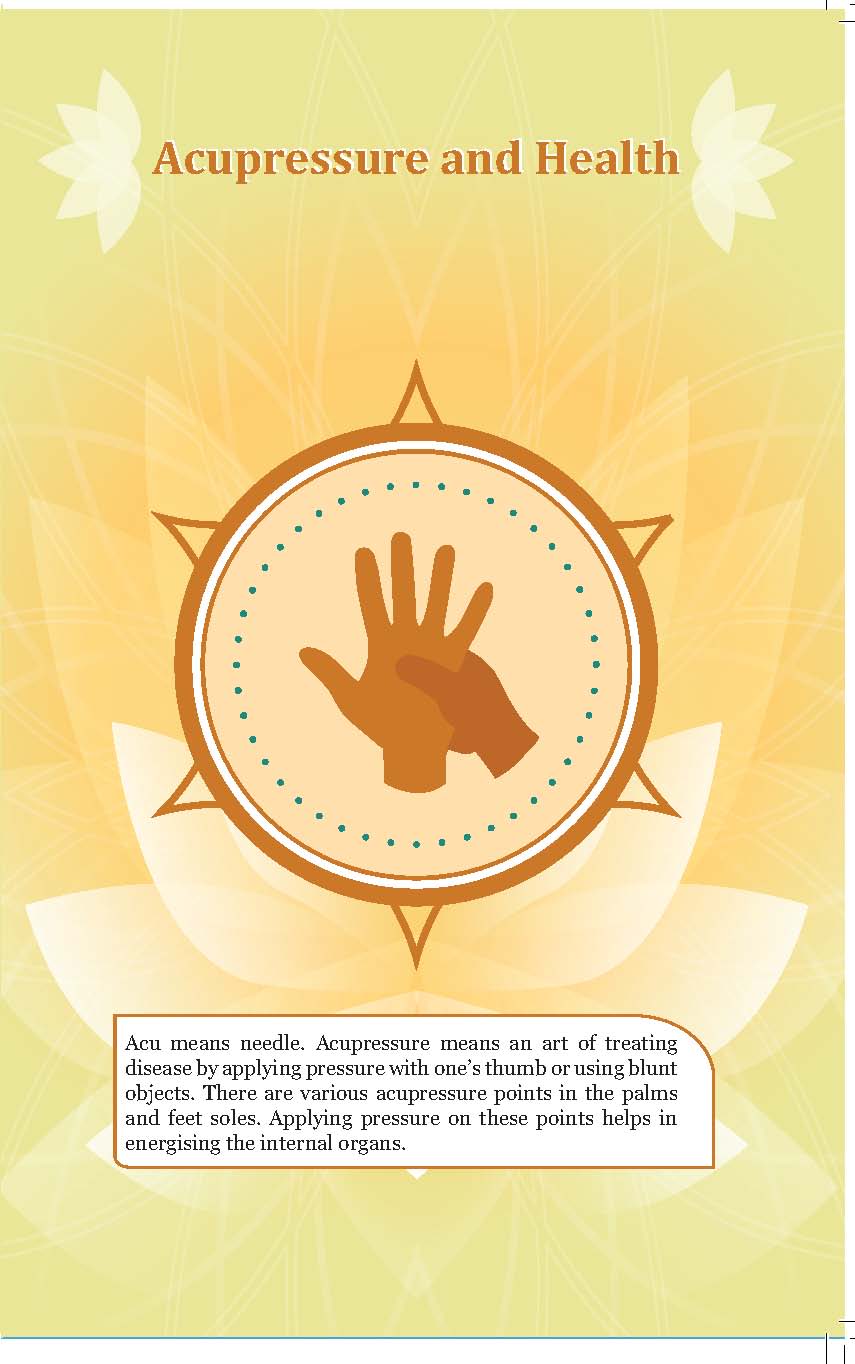 Acupressure and Health
Acu means needle. Acupressure means an art of treating
disease by applying pressure with one’s thumb or using blunt
objects. There are various acupressure points in the palms
and feet soles. Applying pressure on these points helps in
energising the internal organs.